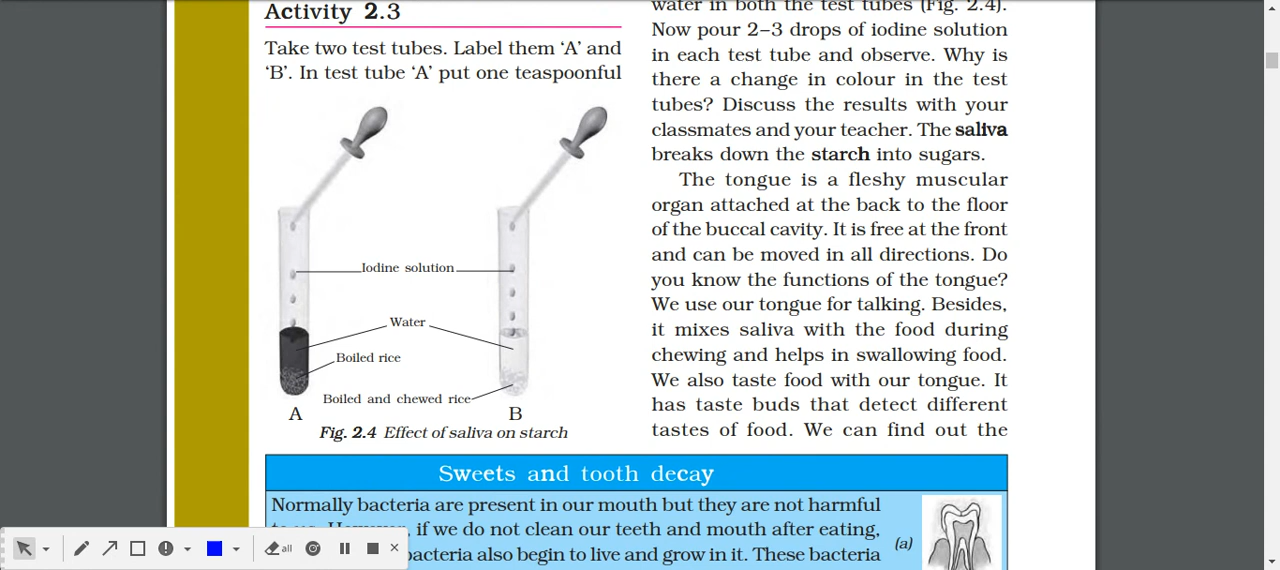 Activity 2.3
Take two test tubes. Label them ‘A’ and
‘B’. In test tube ‘A’ put one teaspoonful
Iodine solution
Water
Boiled rice
Boiled and chewed rice
A
B
Fig. 2.4 Effect of saliva on starch
water in both the test tubes (Fig. 2.4).
Now pour 2–3 drops of iodine solution
in each test tube and observe. Why is
there a change in colour in the test
tubes? Discuss the results with your
classmates and your teacher. The saliva
breaks down the starch into sugars.
The tongue is a fleshy muscular
organ attached at the back to the floor
of the buccal cavity. It is free at the front
and can be moved in all directions. Do
you know the functions of the tongue?
We use our tongue for talking. Besides,
it mixes saliva with the food during
chewing and helps in swallowing food.
We also taste food with our tongue. It
has taste buds that detect different
tastes of food. We can find out the
Sweets and tooth decay
Normally bacteria are present in our mouth but they are not harmful
if we do not clean our teeth and mouth after eating,
bacteria also begin to live and grow in it. These bacteria
(a)
all